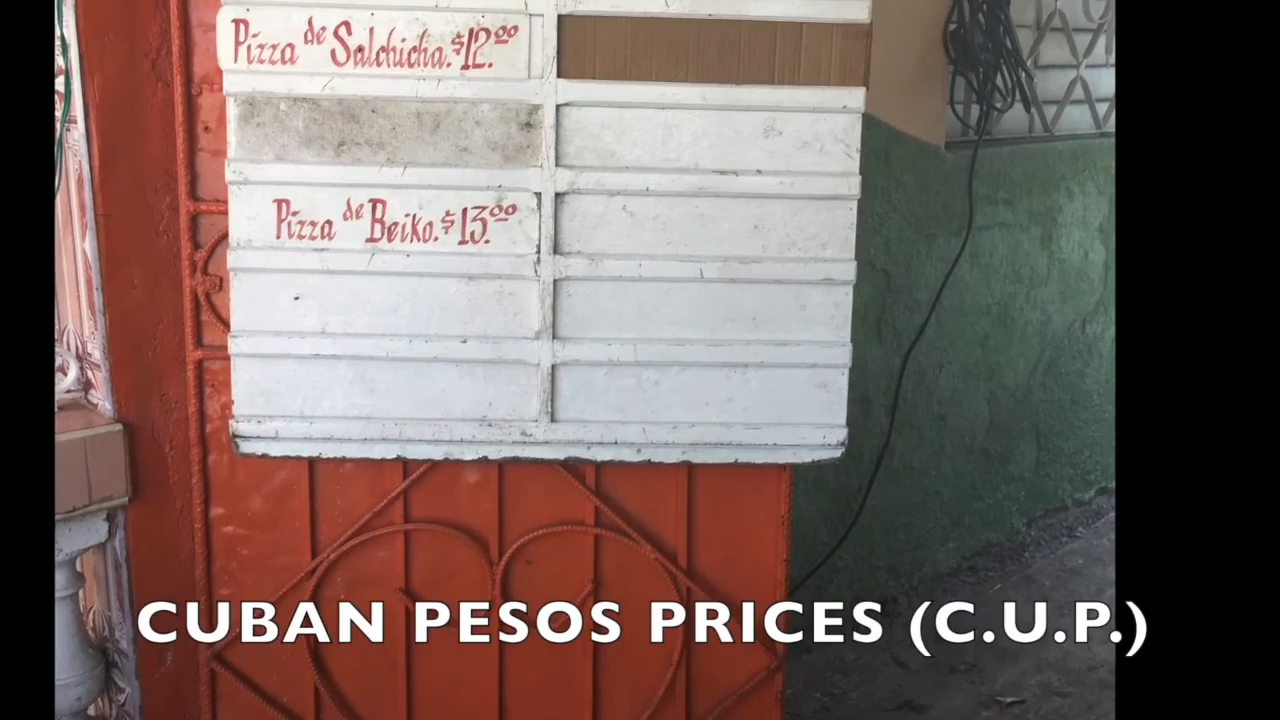 Pizza de Salchicha.$12.00
Pizza de Beiko.$13.00
CUBAN PESOS PRICES (C.U.P.)